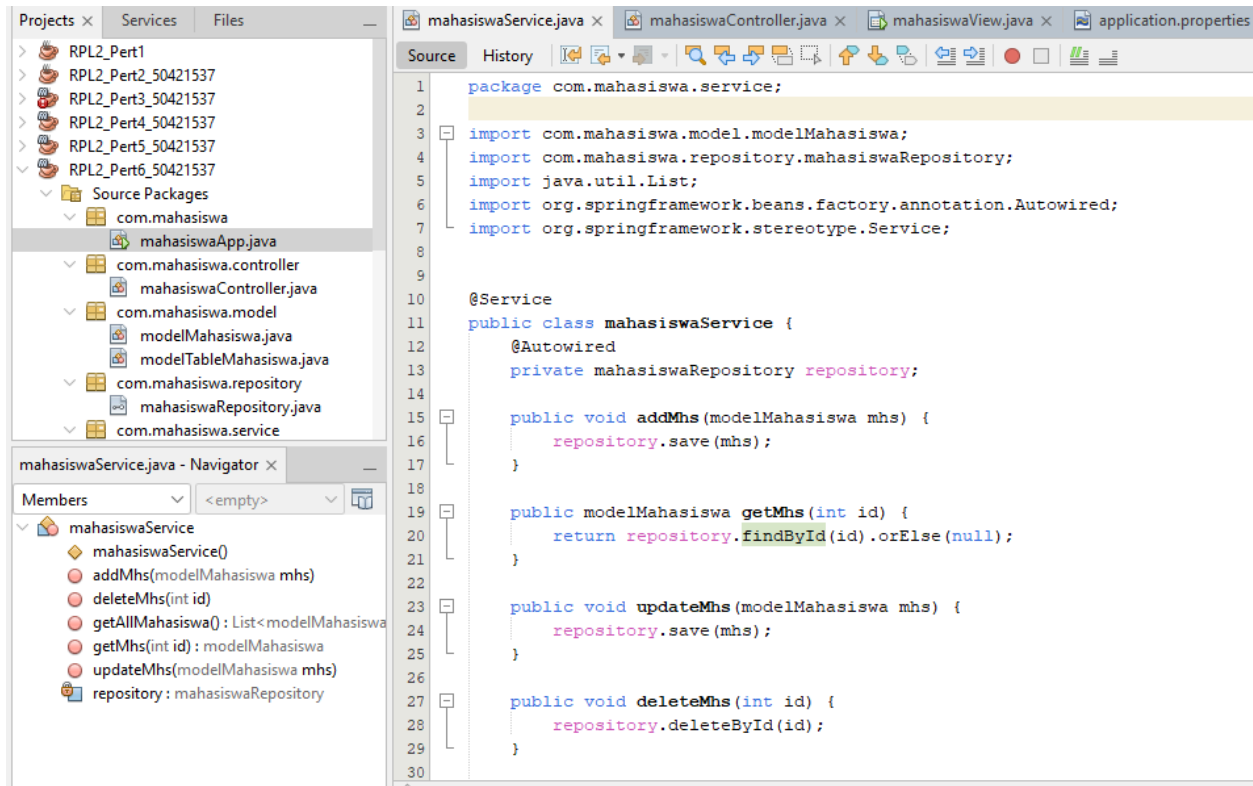 Projects Services Files
RPL2_Pert1
RPL2_Pert2_50421537
RPL2_Pert3_50421537
RPL2_Pert4_50421537
RPL2_Pert5_50421537
RPL2_Pert6_50421537
Source Packages
com.mahasiswa
mahasiswaApp.java
com.mahasiswa.controller
mahasiswaController.java
com.mahasiswa.model
modelMahasiswa.java
modelTableMahasiswa.java
com.mahasiswa.repository
mahasiswaRepository.java
com.mahasiswa.service
mahasiswaService.java - Navigator
Members <empty>
mahasiswaService
mahasiswaService()
addMhs(modelMahasiswa mhs)
deleteMhs(int id)
getAllMahasiswa() : List<modelMahasiswa
getMhs(int id) : modelMahasiswa
updateMhs(modelMahasiswa mhs)
repository : mahasiswaRepository
mahasiswaService.java mahasiswaController.java mahasiswaView.java application.properties
Source History
1 package com.mahasiswa.service;
2
3 import com.mahasiswa.model.modelMahasiswa;
4 import com.mahasiswa.repository.mahasiswaRepository;
5 import java.util.List;
6 import org.springframework.beans.factory.annotation.Autowired;
7 import org.springframework.stereotype.Service;
8
9
10 @Service
11 public class mahasiswaService {
12 @Autowired
13 private mahasiswaRepository repository;
14
15 public void addMhs(modelMahasiswa mhs) {
16 repository.save(mhs);
17 }
18
19 public modelMahasiswa getMhs(int id) {
20 return repository.findById(id).orElse(null);
21 }
22
23 public void updateMhs(modelMahasiswa mhs) {
24 repository.save(mhs);
25 }
26
27 public void deleteMhs(int id) {
28 repository.deleteById(id);
29 }
30